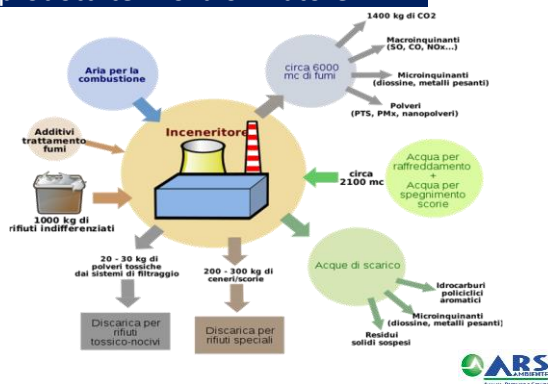 1400 kg di CO2
Macroinquinanti
(SO, CO, NOx...)
Aria per la
combustione
circa 6000
mc di fumi
Microinquinanti
(diossine, metalli pesanti)
Polveri
(PTS, PMx, nanopolveri)
Additivi
trattamento
fumi
Inceneritore
circa
2100 mc
Acqua per
raffreddamento
+
Acqua per
spegnimento
scorie
1000 kg di
rifiuti indifferenziati
20 - 30 kg di
polveri tossiche
dai sistemi di filtraggio
200 - 300 kg di
ceneri/scorie
Acque di scarico
Idrocarburi
policiclici
aromatici
Microinquinanti
(diossine, metalli pesanti)
Residui
solidi sospesi
Discarica per
rifiuti
tossico-nocivi
Discarica per
rifiuti speciali
ARS
AMBIENTE